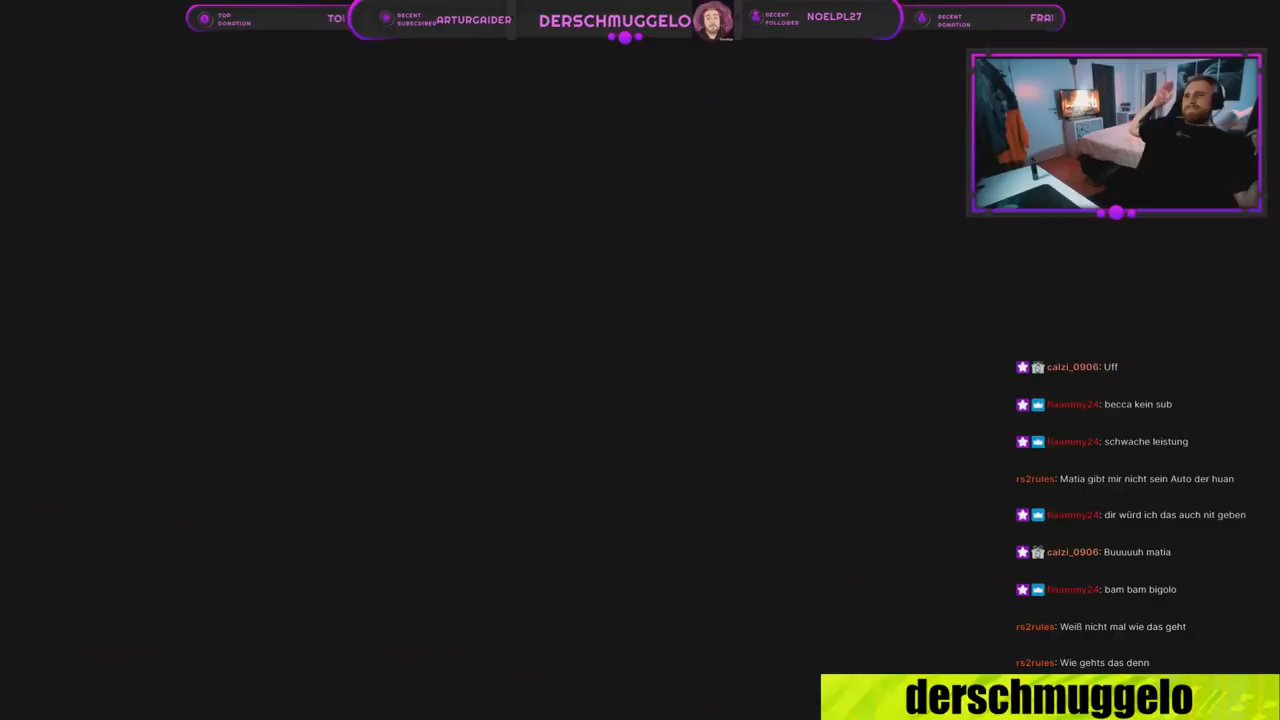 TOP DONATION
RECENT SUBSCRIBER ARTURGAIDER
DERSCHMUGGELO
RECENT FOLLOWER NOELPL27
RECENT DONATION
calzi_0906: Uff
becca kein sub
schwache leistung
rs2rules: Matia gibt mir nicht sein Auto der huan
dir würd ich das auch nit geben
calzi_0906: Buuuuuh matia
bam bam bigolo
rs2rules: Weiß nicht mal wie das geht
rs2rules: Wie gehts das denn
derschmuggelo